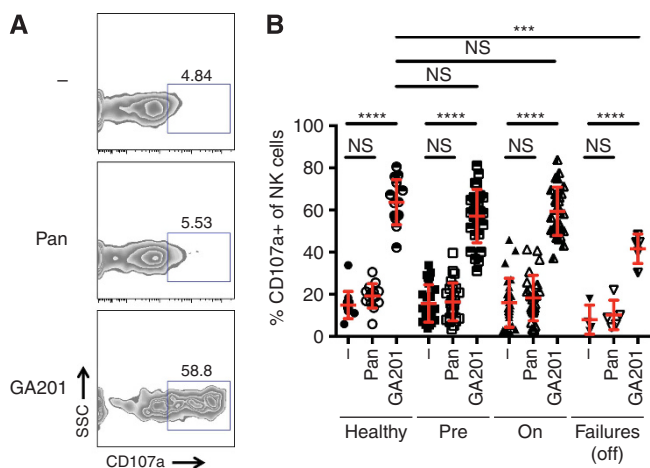 A
–
4.84
Pan
5.53
GA201
58.8
SSC
CD107a
B
***
NS
NS
**** **** **** ****
NS NS NS NS
% CD107a+ of NK cells
100
80
60
40
20
0
– Pan GA201 – Pan GA201 – Pan GA201 – Pan GA201
Healthy Pre On Failures
(off)